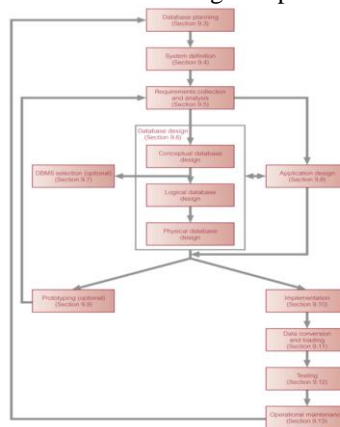 Database planning
(Section 9.3)
System definition
(Section 9.4)
Requirements collection
and analysis
(Section 9.5)
Database design
(Section 9.6)
Conceptual database
design
DBMS selection (optional)
(Section 9.7)
Application design
(Section 9.8)
Logical database
design
Physical database
design
Prototyping (optional)
(Section 9.9)
Implementation
(Section 9.10)
Data conversion
and loading
(Section 9.11)
Testing
(Section 9.12)
Operational maintenan
(Section 9.13)